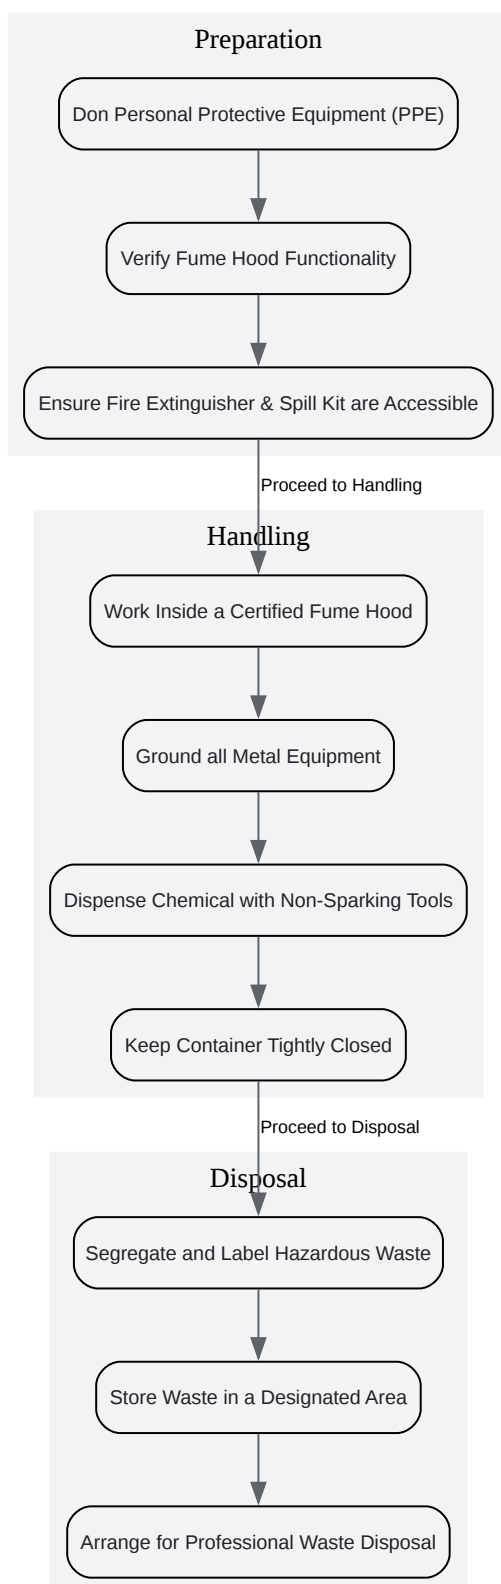 Preparation
Don Personal Protective Equipment (PPE)
Verify Fume Hood Functionality
Ensure Fire Extinguisher & Spill Kit are Accessible
Proceed to Handling
Handling
Work Inside a Certified Fume Hood
Ground all Metal Equipment
Dispense Chemical with Non-Sparking Tools
Keep Container Tightly Closed
Proceed to Disposal
Disposal
Segregate and Label Hazardous Waste
Store Waste in a Designated Area
Arrange for Professional Waste Disposal